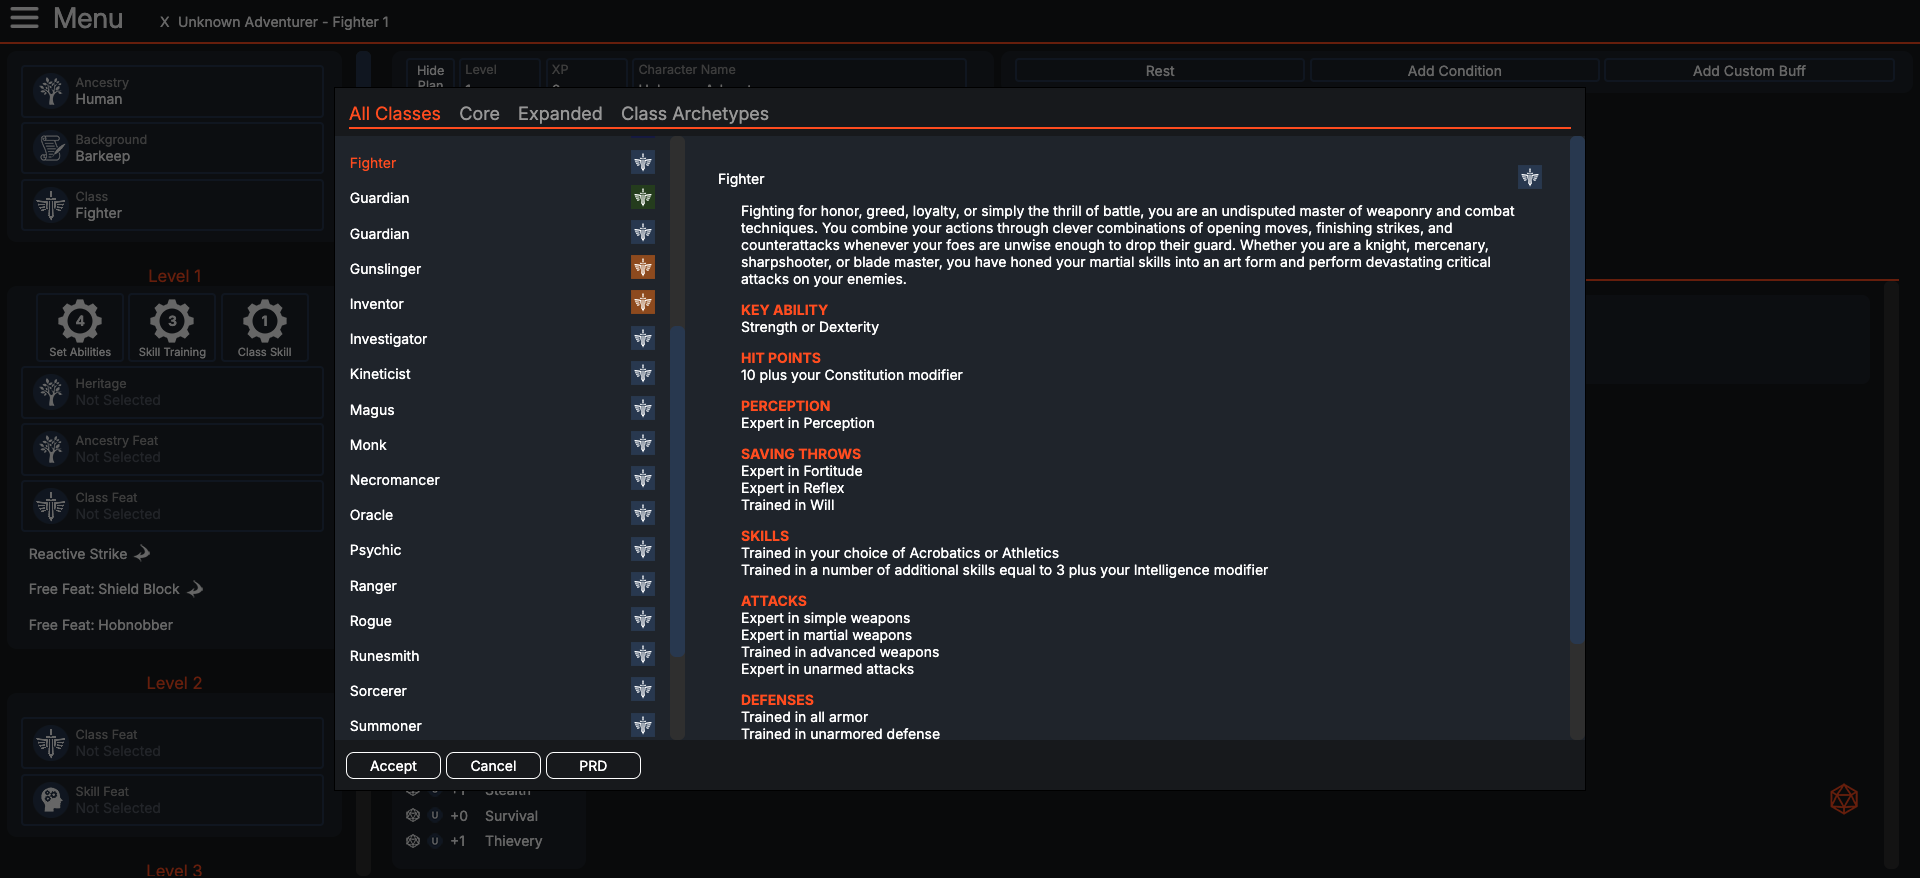 Menu
X Unknown Adventurer - Fighter 1
Ancestry
Human
Background
Barkeep
Class
Fighter
Level 1
4
Set Abilities
3
Skill Training
1
Class Skill
Heritage
Not Selected
Ancestry Feat
Not Selected
Class Feat
Not Selected
Reactive Strike
Free Feat: Shield Block
Free Feat: Hobnobber
Level 2
Class Feat
Not Selected
Skill Feat
Not Selected
Level 3
Hide
Plan
Level
XP
Character Name
Rest
Add Condition
Add Custom Buff
All Classes
Core
Expanded
Class Archetypes
Fighter
Guardian
Guardian
Gunslinger
Inventor
Investigator
Kineticist
Magus
Monk
Necromancer
Oracle
Psychic
Ranger
Rogue
Runesmith
Sorcerer
Summoner
Fighter
Fighting for honor, greed, loyalty, or simply the thrill of battle, you are an undisputed master of weaponry and combat
techniques. You combine your actions through clever combinations of opening moves, finishing strikes, and
counterattacks whenever your foes are unwise enough to drop their guard. Whether you are a knight, mercenary,
sharpshooter, or blade master, you have honed your martial skills into an art form and perform devastating critical
attacks on your enemies.
KEY ABILITY
Strength or Dexterity
HIT POINTS
10 plus your Constitution modifier
PERCEPTION
Expert in Perception
SAVING THROWS
Expert in Fortitude
Expert in Reflex
Trained in Will
SKILLS
Trained in your choice of Acrobatics or Athletics
Trained in a number of additional skills equal to 3 plus your Intelligence modifier
ATTACKS
Expert in simple weapons
Expert in martial weapons
Trained in advanced weapons
Expert in unarmed attacks
DEFENSES
Trained in all armor
Trained in unarmored defense
Accept
Cancel
PRD
+1 Stealth
U +0 Survival
U +1 Thievery